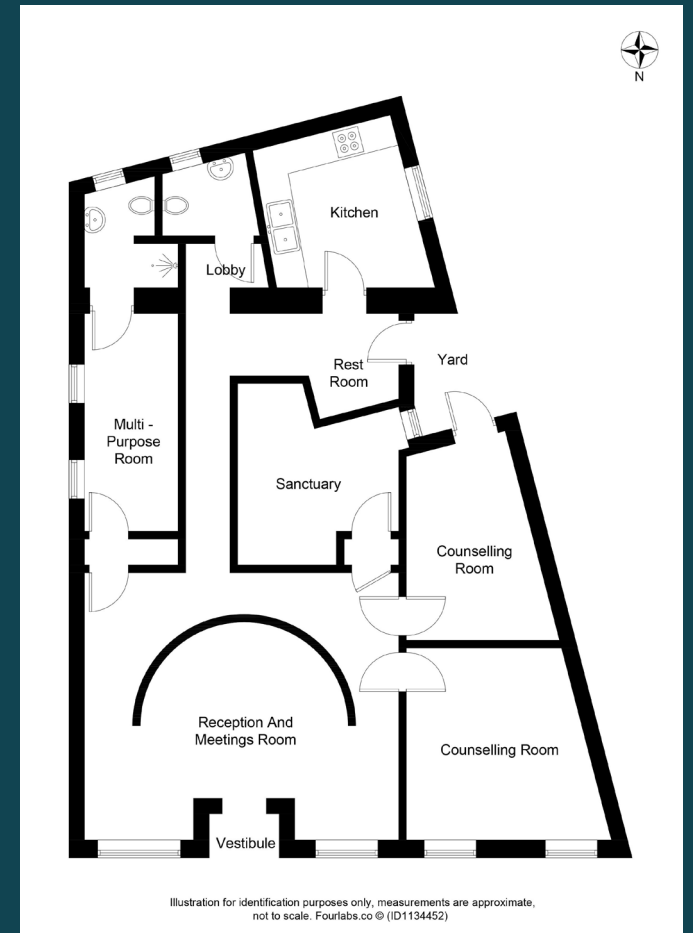 N
Kitchen
Lobby
Rest
Room
Yard
Multi -
Purpose
Room
Sanctuary
Counselling
Room
Reception And
Meetings Room
Counselling Room
Vestibule
Illustration for identification purposes only, measurements are approximate,
not to scale. Fourlabs.co © (ID1134452)